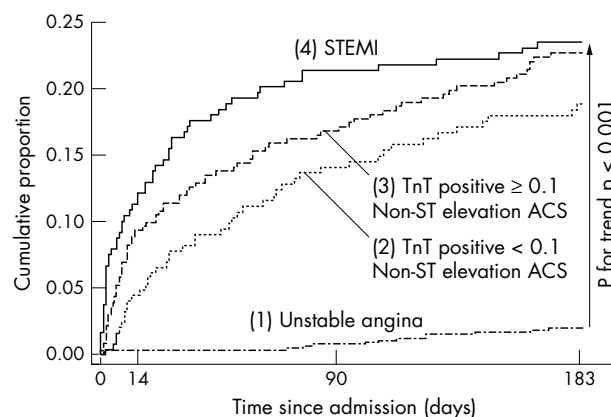 0.25
0.20
0.15
0.10
0.05
0.00
Cumulative proportion
(4) STEMI
(3) TnT positive ≥ 0.1
Non-ST elevation ACS
(2) TnT positive < 0.1
Non-ST elevation ACS
(1) Unstable angina
P for trend p < 0.001
0 14 90 183
Time since admission (days)